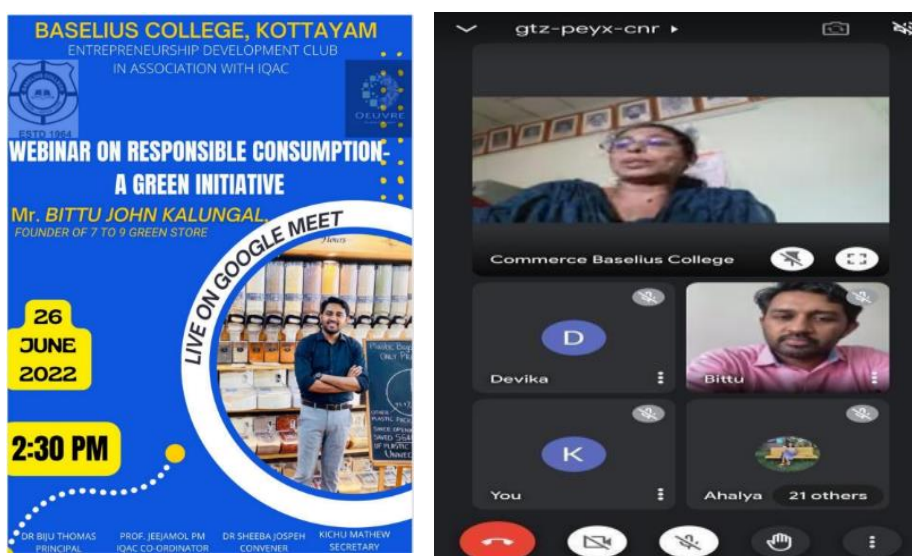 BASELIUS COLLEGE, KOTTAYAM
ENTREPRENEURSHIP DEVELOPMENT CLUB
IN ASSOCIATION WITH IQAC
ESTD 1964
OEUVRE
WEBINAR ON RESPONSIBLE CONSUMPTION-
A GREEN INITIATIVE
Mr. BITTU JOHN KALUNGAL,
FOUNDER OF 7 TO 9 GREEN STORE
LIVE ON GOOGLE MEET
26
JUNE
2022
2:30 PM
DR BIJU THOMAS
PRINCIPAL
PROF. JEEJAMOL PM
IQAC CO-ORDINATOR
DR SHEEBA JOSPEH
CONVENER
KICHU MATHEW
SECRETARY
gtz-peyx-cnr
Commerce Baselius College
D
Devika
Bittu
K
You
Ahalya
21 others